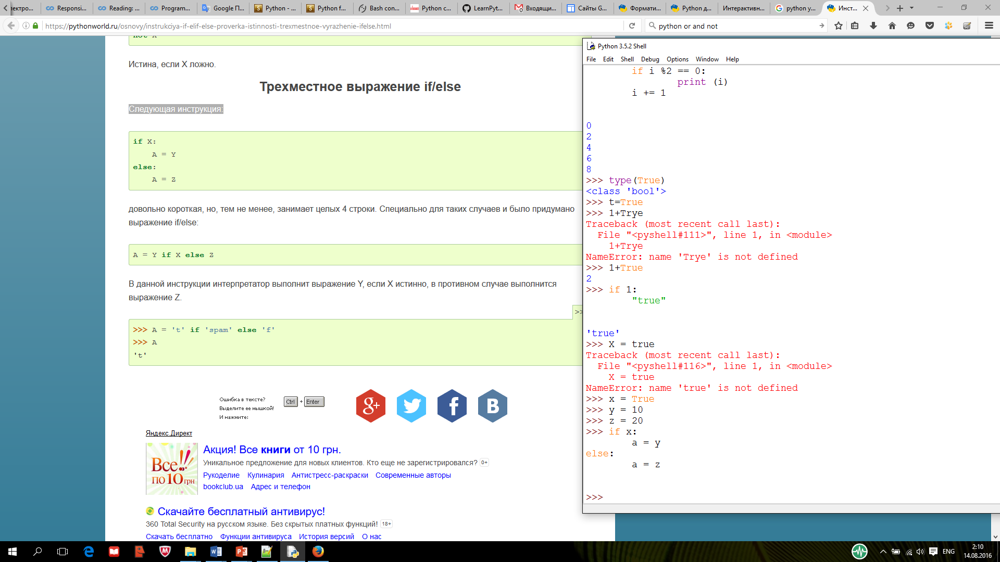 лектро...
Responsi...
Reading: ...
Program...
Google П...
Python - ...
Python f...
Bash con...
Python c...
LearnPyt...
Входящи...
Сайты G...
Формати...
Python д...
Интерактивн...
python y...
Инст...
https://pythonworld.ru/osnovy/instrukciya-if-elif-else-proverka-istinnosti-trexmestnoe-vyrazhenie-ifelse.html
python or and not
not X
Истина, если X ложно.
Трехместное выражение if/else
Следующая инструкция:
if X:
    A = Y
else:
    A = Z
довольно короткая, но, тем не менее, занимает целых 4 строки. Специально для таких случаев и было придумано
выражение if/else:
A = Y if X else Z
В данной инструкции интерпретатор выполнит выражение Y, если X истинно, в противном случае выполнится
выражение Z.
>>
>>> A = 't' if 'spam' else 'f'
>>> A
't'
Ошибка в тексте?
Выделите ее мышкой!
И нажмите:
Ctrl + Enter
g+
f
B
Яндекс.Директ
Все!!
по 10 грн
Акция! Все книги от 10 грн.
Уникальное предложение для новых клиентов. Кто еще не зарегистрировался? 0+
Рукоделие Кулинария Антистресс-раскраски Современные авторы
bookclub.ua Адрес и телефон
Скачайте бесплатный антивирус!
360 Total Security на русском языке. Без скрытых платных функций! 18+
Скачать бесплатно Функции антивируса История версий О нас
Python 3.5.2 Shell
File Edit Shell Debug Options Window Help
        if i %2 == 0:
                print (i)
        i += 1
0
2
4
6
8
>>> type(True)
<class 'bool'>
>>> t=True
>>> 1+Trye
Traceback (most recent call last):
  File "<pyshell#111>", line 1, in <module>
    1+Trye
NameError: name 'Trye' is not defined
>>> 1+True
2
>>> if 1:
        "true"
'true'
>>> X = true
Traceback (most recent call last):
  File "<pyshell#116>", line 1, in <module>
    X = true
NameError: name 'true' is not defined
>>> x = True
>>> y = 10
>>> z = 20
>>> if x:
        a = y
else:
        a = z
>>>
ENG
2:10
14.08.2016